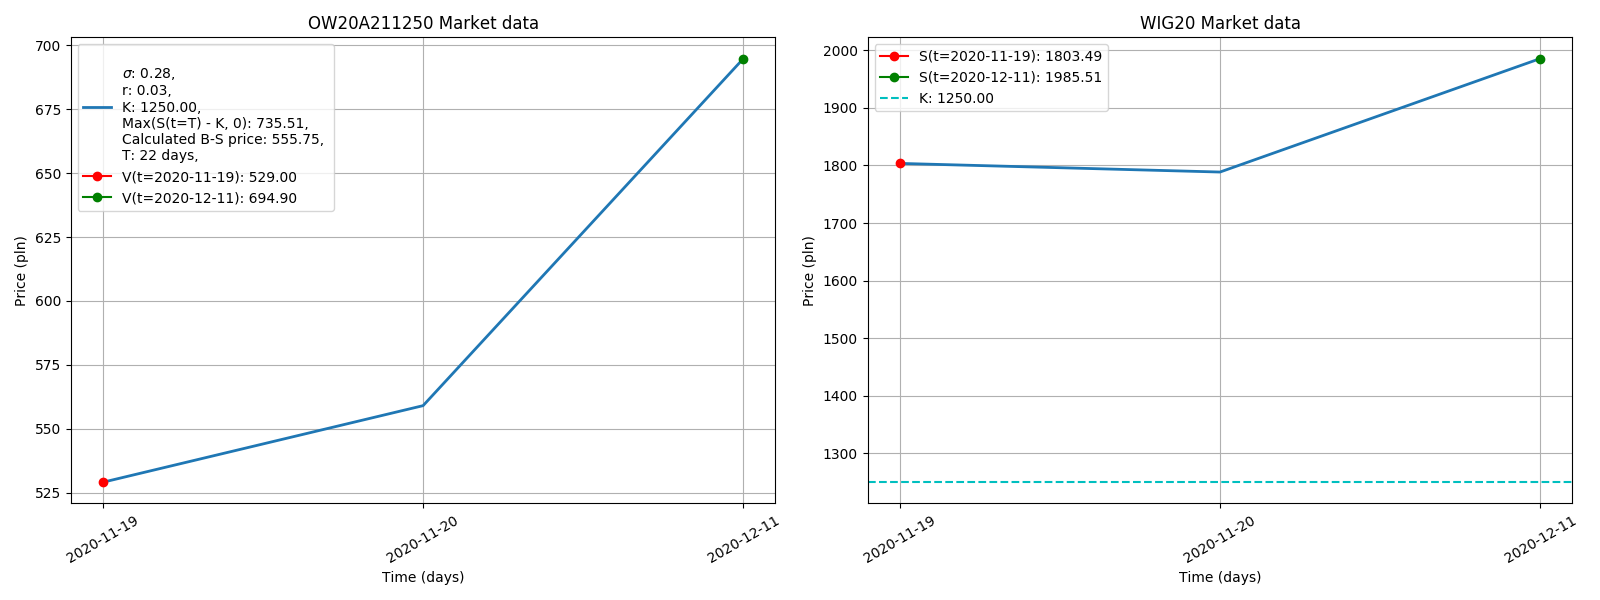 OW20A211250 Market data
700
675
650
625
600
575
550
525
Price (pln)
σ: 0.28,
r: 0.03,
K: 1250.00,
Max(S(t=T) - K, 0): 735.51,
Calculated B-S price: 555.75,
T: 22 days,
V(t=2020-11-19): 529.00
V(t=2020-12-11): 694.90
2020-11-19
2020-11-20
2020-12-11
Time (days)
WIG20 Market data
2000
1900
1800
1700
1600
1500
1400
1300
Price (pln)
S(t=2020-11-19): 1803.49
S(t=2020-12-11): 1985.51
K: 1250.00
2020-11-19
2020-11-20
2020-12-11
Time (days)